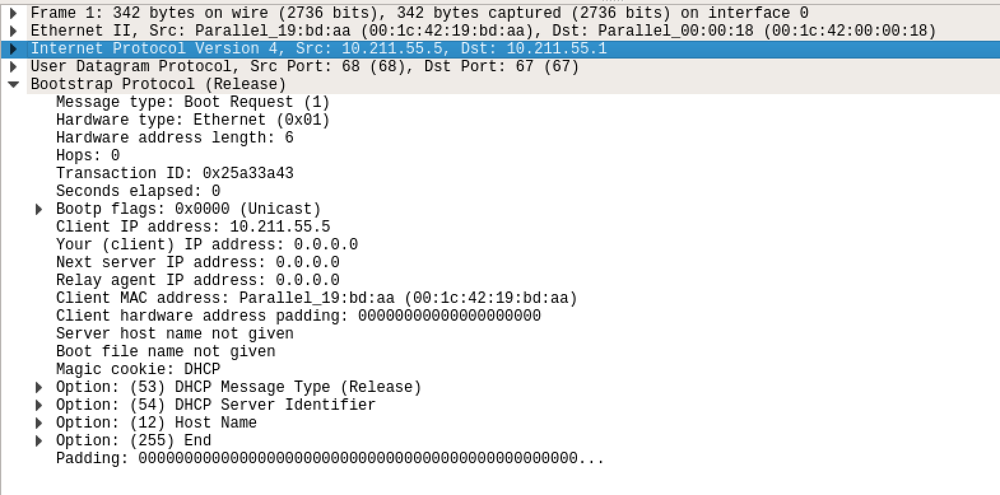 Frame 1: 342 bytes on wire (2736 bits), 342 bytes captured (2736 bits) on interface 0
Ethernet II, Src: Parallel_19:bd:aa (00:1c:42:19:bd:aa), Dst: Parallel_00:00:18 (00:1c:42:00:00:18)
Internet Protocol Version 4, Src: 10.211.55.5, Dst: 10.211.55.1
User Datagram Protocol, Src Port: 68 (68), Dst Port: 67 (67)
Bootstrap Protocol (Release)
Message type: Boot Request (1)
Hardware type: Ethernet (0x01)
Hardware address length: 6
Hops: 0
Transaction ID: 0x25a33a43
Seconds elapsed: 0
Bootp flags: 0x0000 (Unicast)
Client IP address: 10.211.55.5
Your (client) IP address: 0.0.0.0
Next server IP address: 0.0.0.0
Relay agent IP address: 0.0.0.0
Client MAC address: Parallel_19:bd:aa (00:1c:42:19:bd:aa)
Client hardware address padding: 00000000000000000000
Server host name not given
Boot file name not given
Magic cookie: DHCP
Option: (53) DHCP Message Type (Release)
Option: (54) DHCP Server Identifier
Option: (12) Host Name
Option: (255) End
Padding: 000000000000000000000000000000000000000000000000...